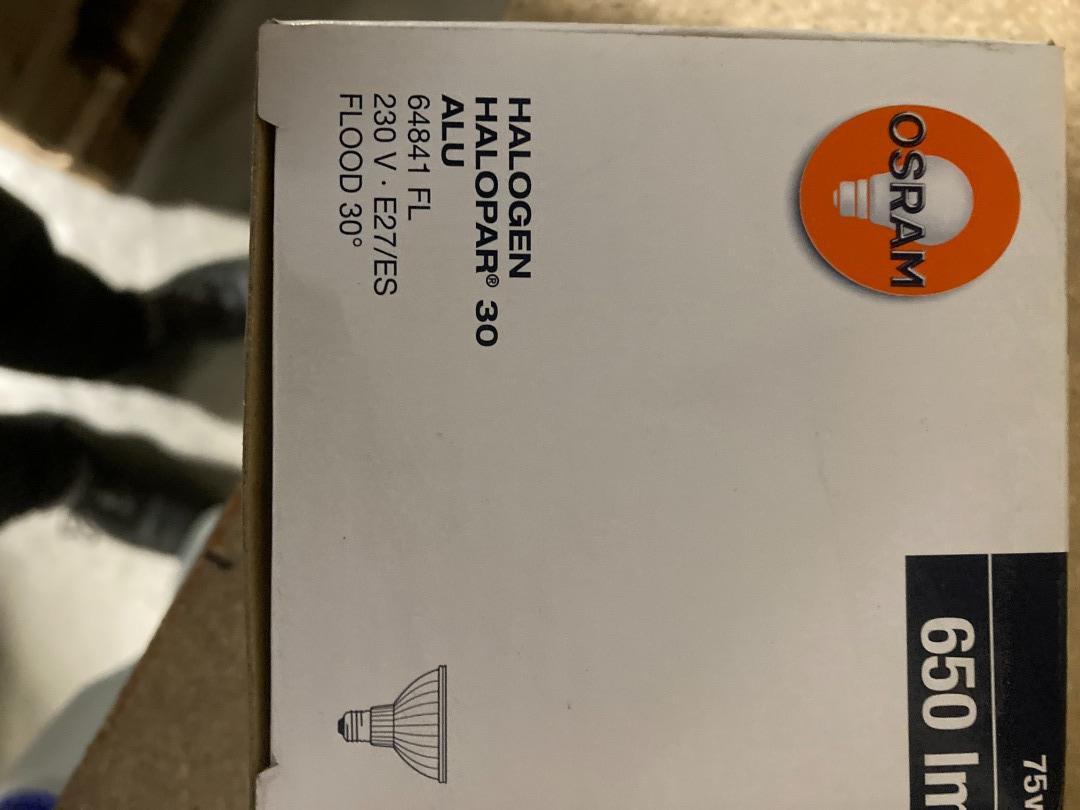 OSRAM
HALOGEN
HALOPAR® 30
ALU
64841 FL
230 V · E27/ES
FLOOD 30°
650 lm